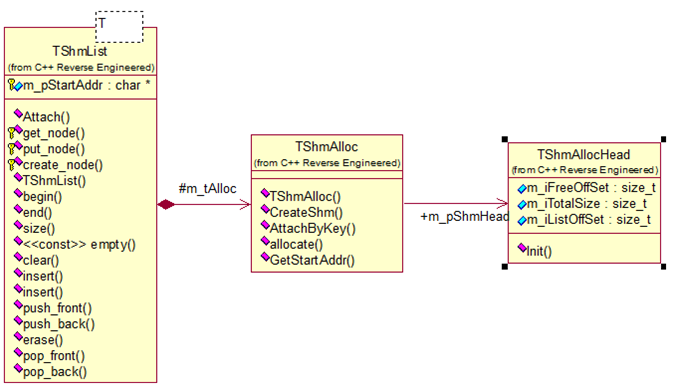 T
TShmList
(from C++ Reverse Engineered)
m_pStartAddr : char *
Attach()
get_node()
put_node()
create_node()
TShmList()
begin()
end()
size()
<<const>> empty()
clear()
insert()
insert()
push_front()
push_back()
erase()
pop_front()
pop_back()
#m_tAlloc
TShmAlloc
(from C++ Reverse Engineered)
TShmAlloc()
CreateShm()
AttachByKey()
allocate()
GetStartAddr()
+m_pShmHead
TShmAllocHead
(from C++ Reverse Engineered)
m_iFreeOffSet : size_t
m_iTotalSize : size_t
m_iListOffSet : size_t
Init()